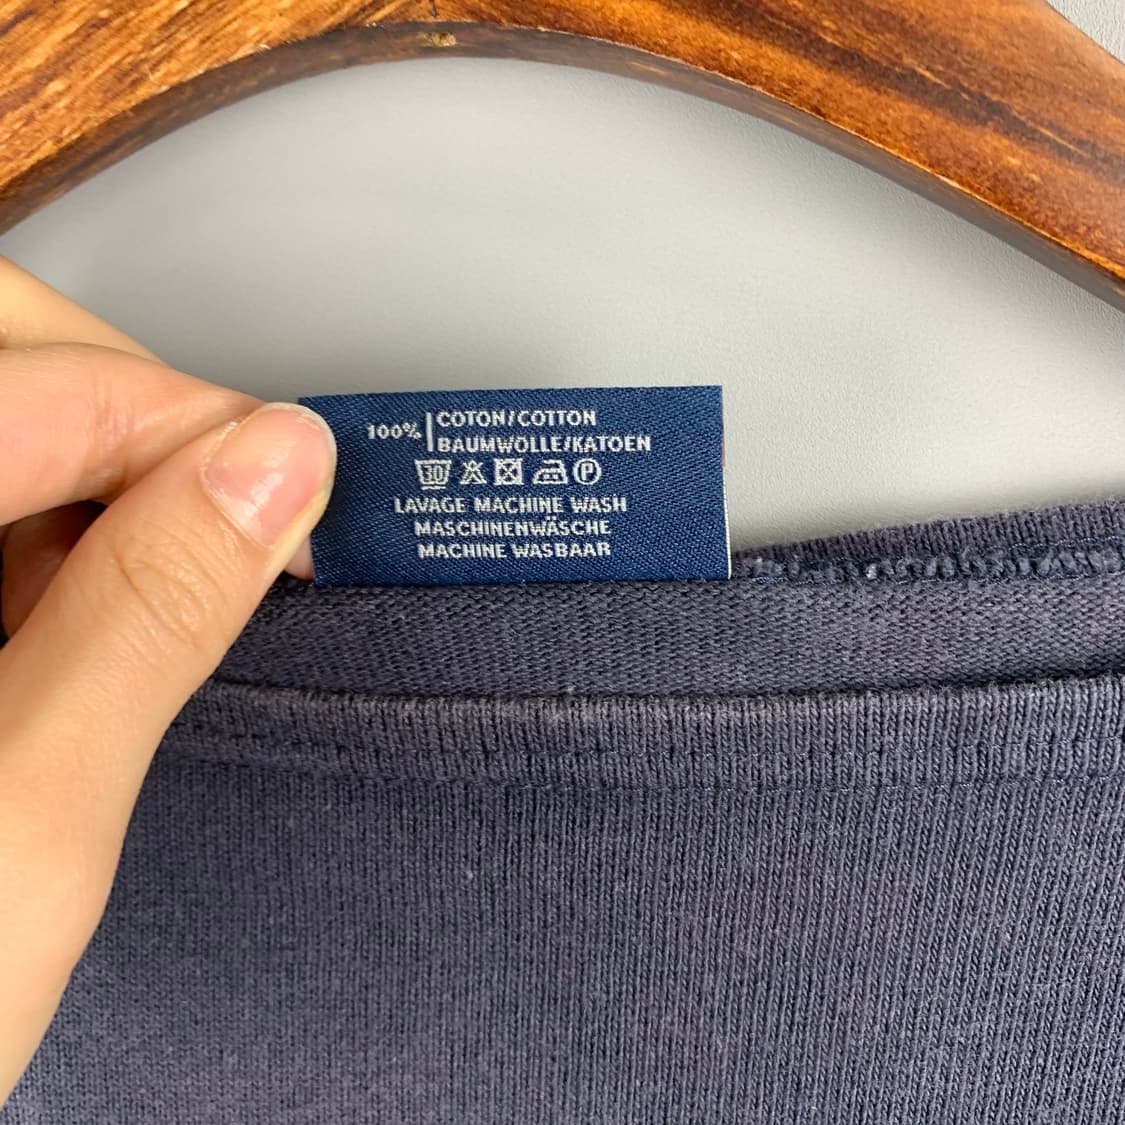 100% COTON/COTTON
BAUMWOLLE/KATOEN
30 P
LAVAGE MACHINE WASH
MASCHINENWÄSCHE
MACHINE WASBAAR